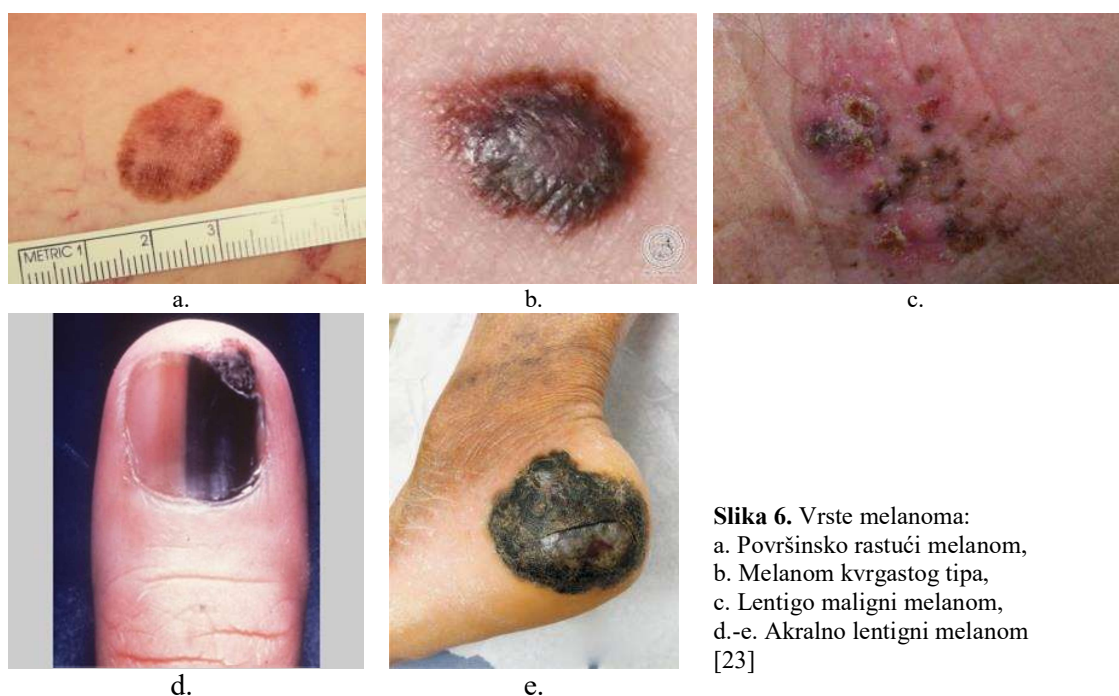 METRIC 1 2 3 4 5
a.
b.
c.
d.
e.
Slika 6. Vrste melanoma:
a. Površinsko rastući melanom,
b. Melanom kvrgastog tipa,
c. Lentigo maligni melanom,
d.-e. Akralno lentigni melanom
[23]